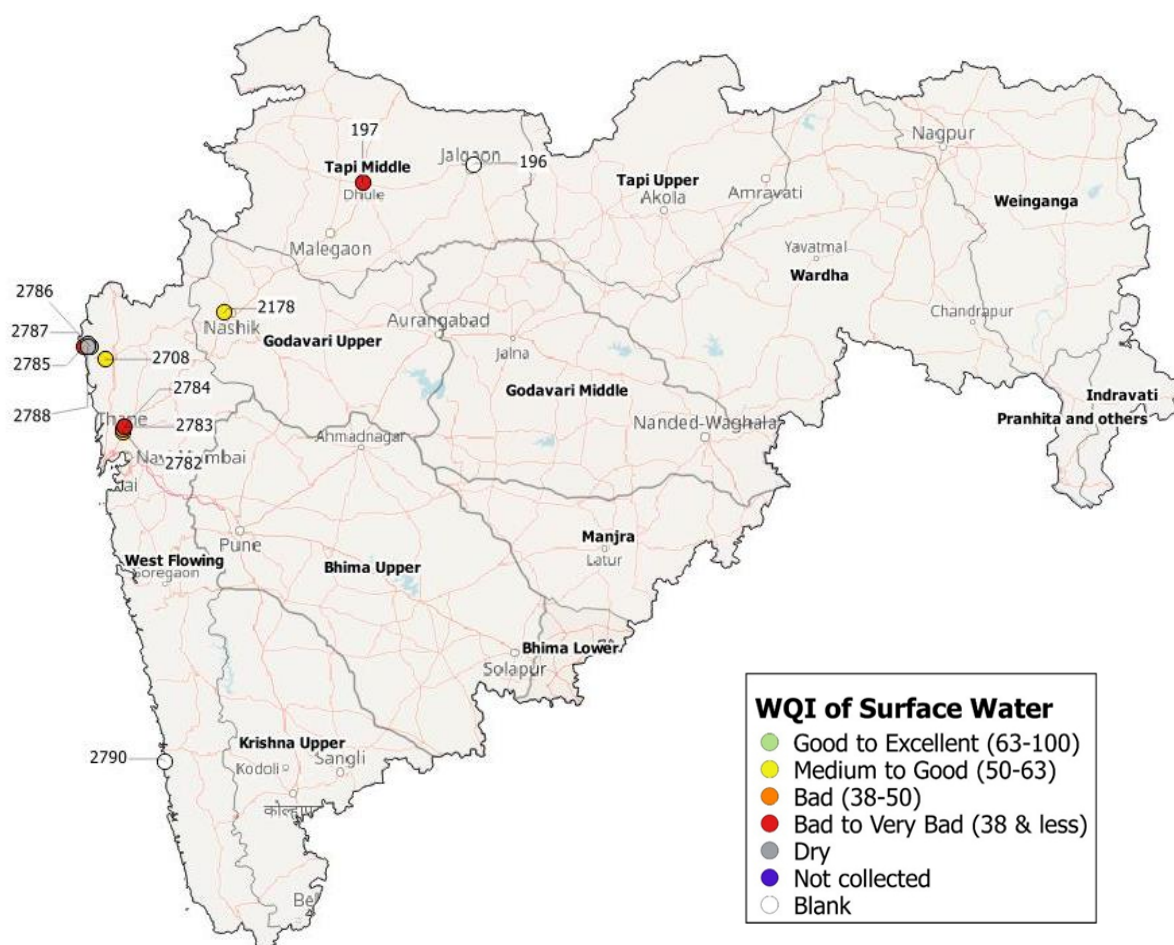 197
Jalgaon
196
Tapi Middle
Dhule
Nagpur
Tapi Upper
Akola
Amravati
Weinganga
Malegaon
Yavatmal
Wardha
2786
2178
Nashik
2787
Aurangabad
Chandrapur
Godavari Upper
Jalna
2785
2708
2784
Godavari Middle
Indravati
2788
Thane
2783
Pranhita and others
Ahmadnagar
Nanded-Waghala
2782
Pune
Manjra
Latur
West Flowing
Goregaon
Bhima Upper
Bhima Lower
Solapur
Krishna Upper
2790
Kodoli
Sangli
WQI of Surface Water
Good to Excellent (63-100)
Medium to Good (50-63)
Bad (38-50)
Bad to Very Bad (38 & less)
Dry
Not collected
Blank